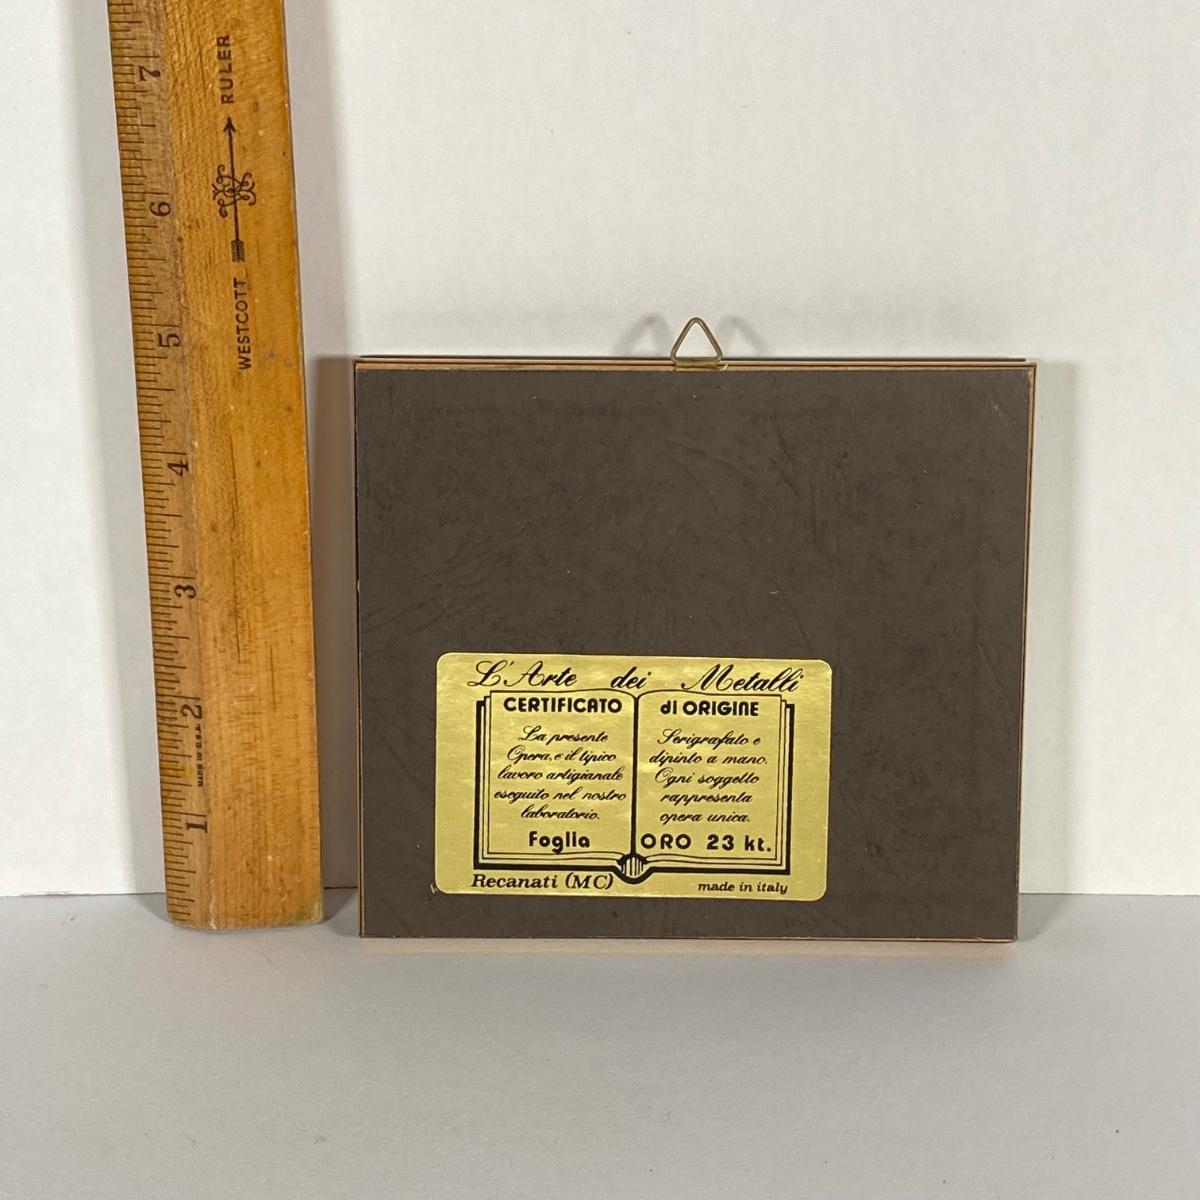 7
6
5
4
3
2
1
WESTCOTT RULER
MADE IN U.S.A.
L'Arte dei Metalli
CERTIFICATO
La presente
Opera, e il tipico
lavoro artigianale
eseguito nel nostro
laboratorio.
Foglia
di ORIGINE
Serigrafato e
dipinto a mano.
Ogni soggetto
rappresenta
opera unica.
ORO 23 kt.
Recanati (MC)
made in italy